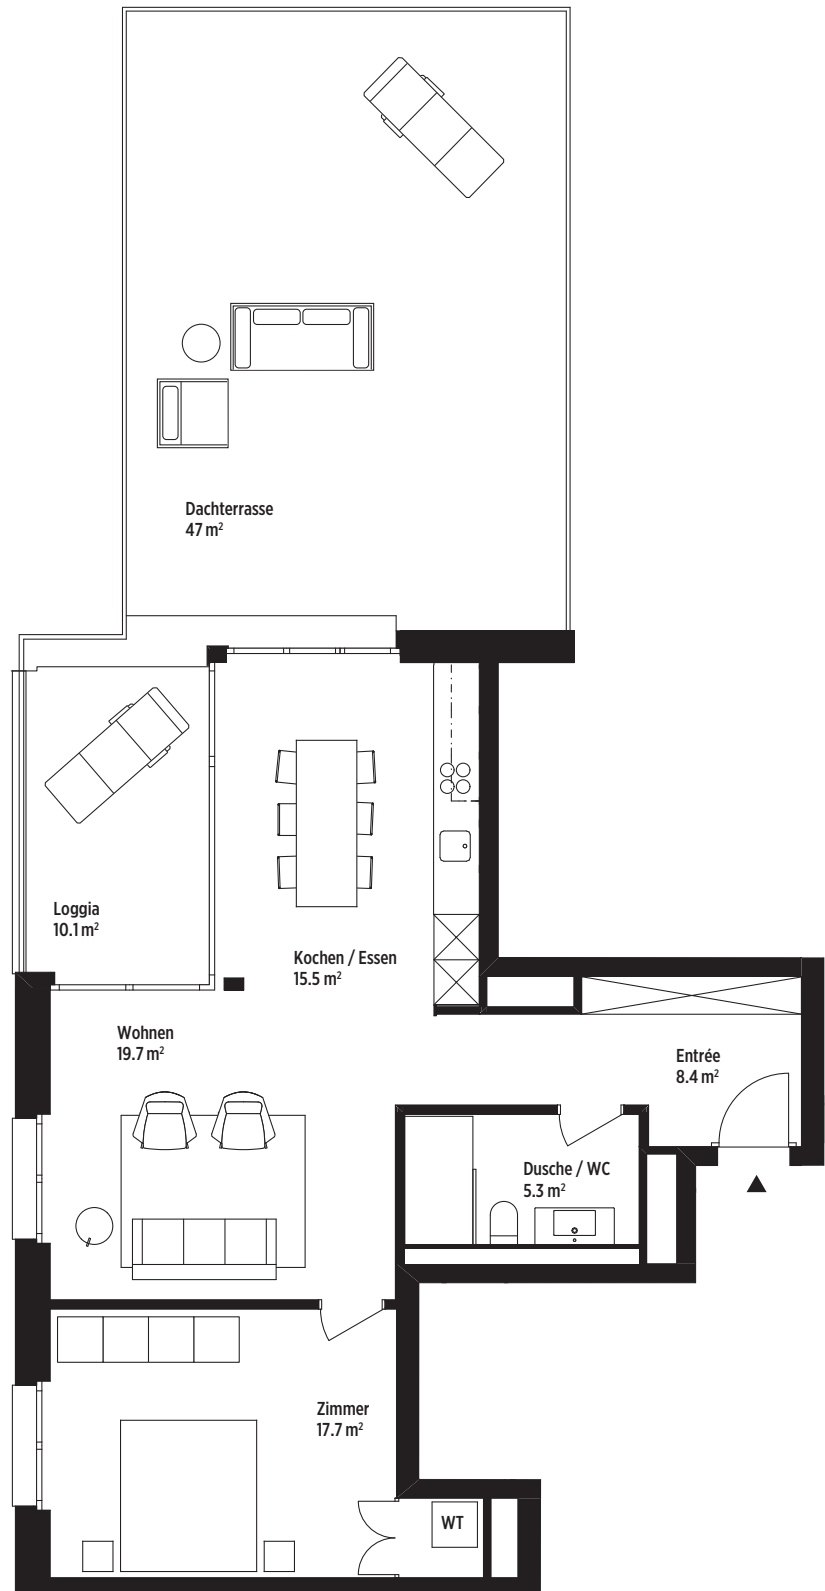 Dachterrasse
47 m²
Loggia
10.1 m²
Kochen / Essen
15.5 m²
Wohnen
19.7 m²
Entrée
8.4 m²
Dusche / WC
5.3 m²
Zimmer
17.7 m²
WT